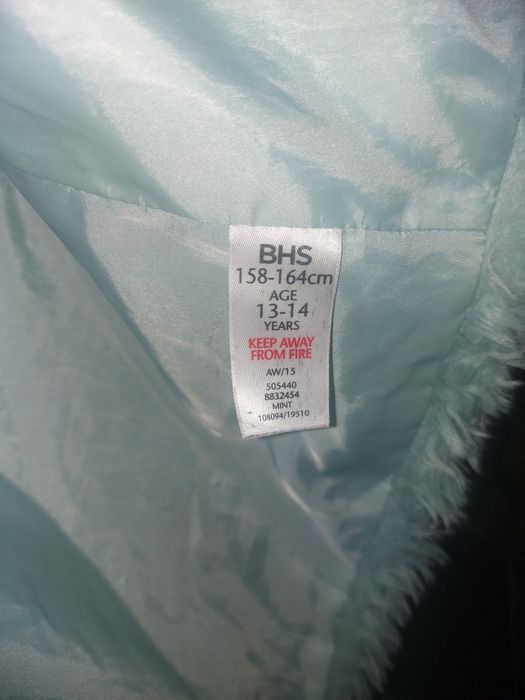 BHS
158-164cm
AGE
13-14
YEARS
KEEP AWAY
FROM FIRE
AW/15
505440
8832454
MINT
108094/19510